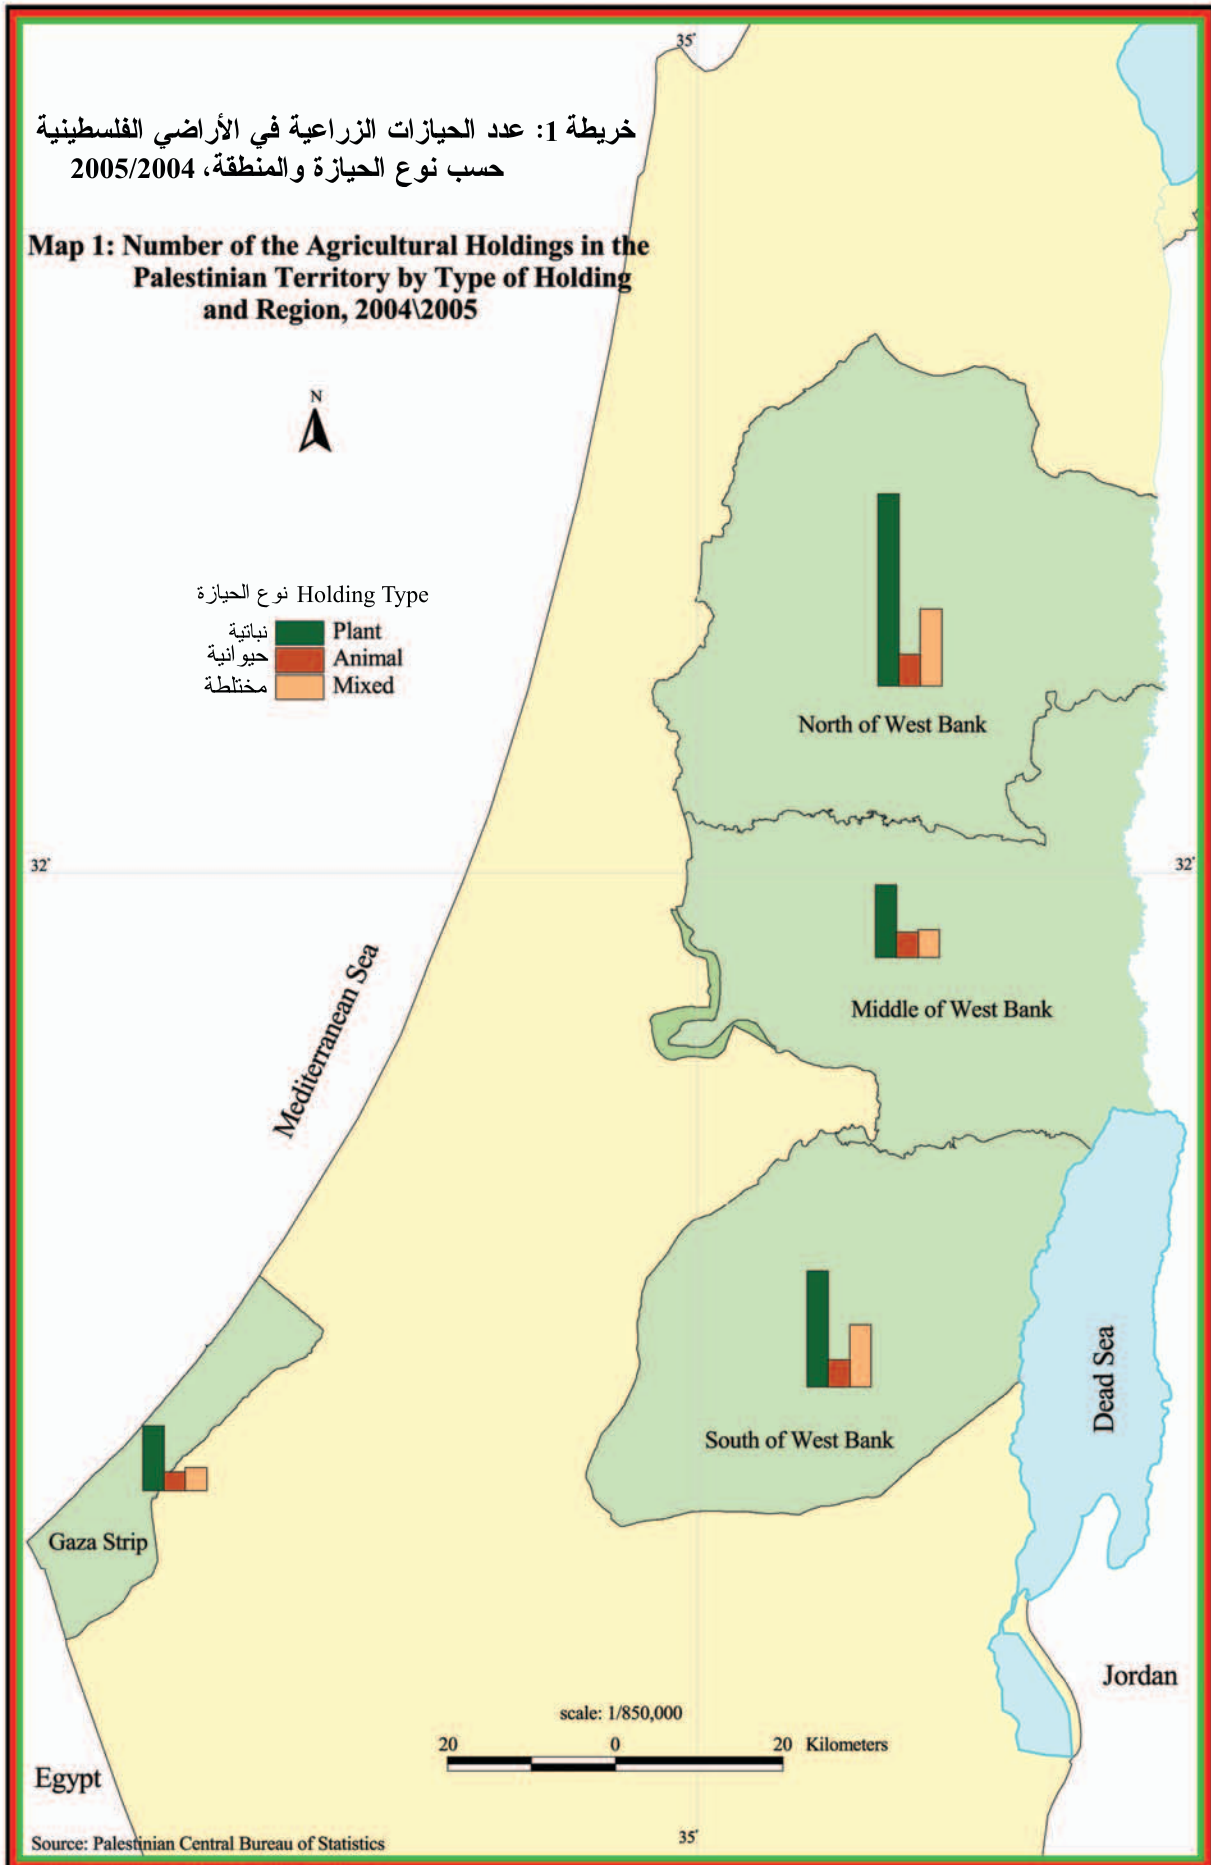 35°
خريطة 1: عدد الحيازات الزراعية في الأراضي الفلسطينية
حسب نوع الحيازة والمنطقة، 2005/2004
Map 1: Number of the Agricultural Holdings in the
Palestinian Territory by Type of Holding
and Region, 2004\2005
N
نوع الحيازة Holding Type
نباتية Plant
حيوانية Animal
مختلطة Mixed
North of West Bank
32°
32°
Mediterranean Sea
Middle of West Bank
Dead Sea
South of West Bank
Gaza Strip
Jordan
scale: 1/850,000
20 0 20 Kilometers
Egypt
35°
Source: Palestinian Central Bureau of Statistics